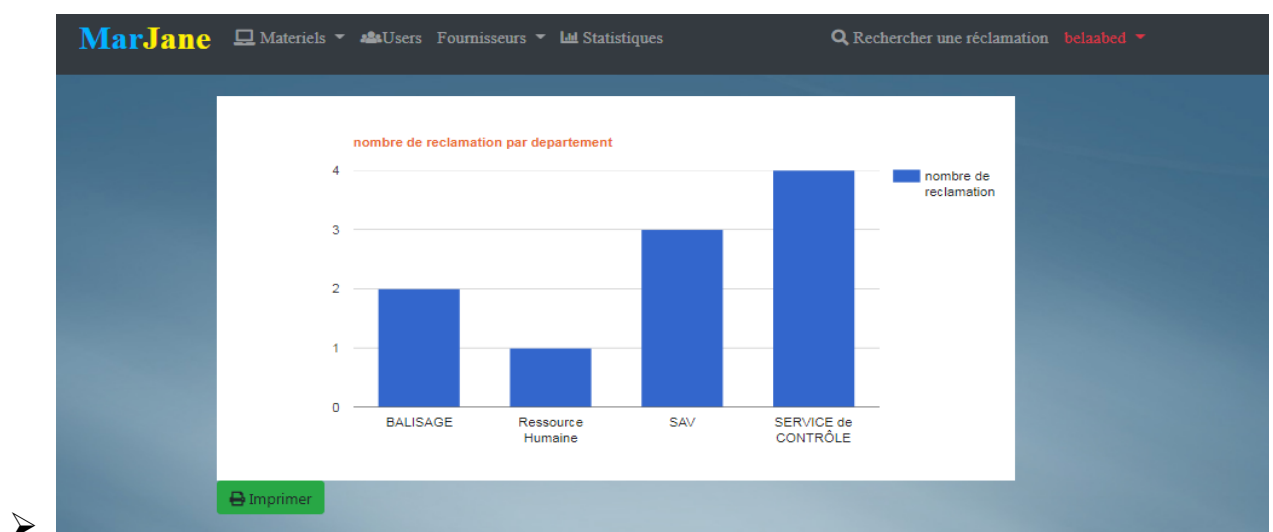 MarJane Materiels Users Fournisseurs Statistiques Rechercher une réclamation belaabed
nombre de reclamation par departement
4
nombre de
reclamation
3
2
1
0
BALISAGE
Ressource
Humaine
SAV
SERVICE de
CONTRÔLE
Imprimer